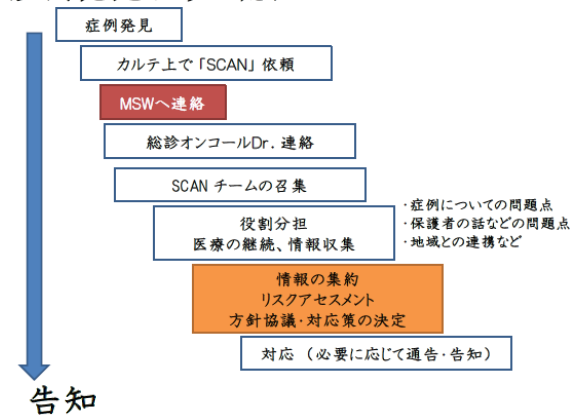 症例発見
カルテ上で「SCAN」依頼
MSWへ連絡
総診オンコールDr. 連絡
SCAN チームの召集
役割分担
医療の継続、情報収集
・症例についての問題点
・保護者の話などの問題点
・地域との連携など
情報の集約
リスクアセスメント
方針協議・対応策の決定
対応 （必要に応じて通告・告知）
告知